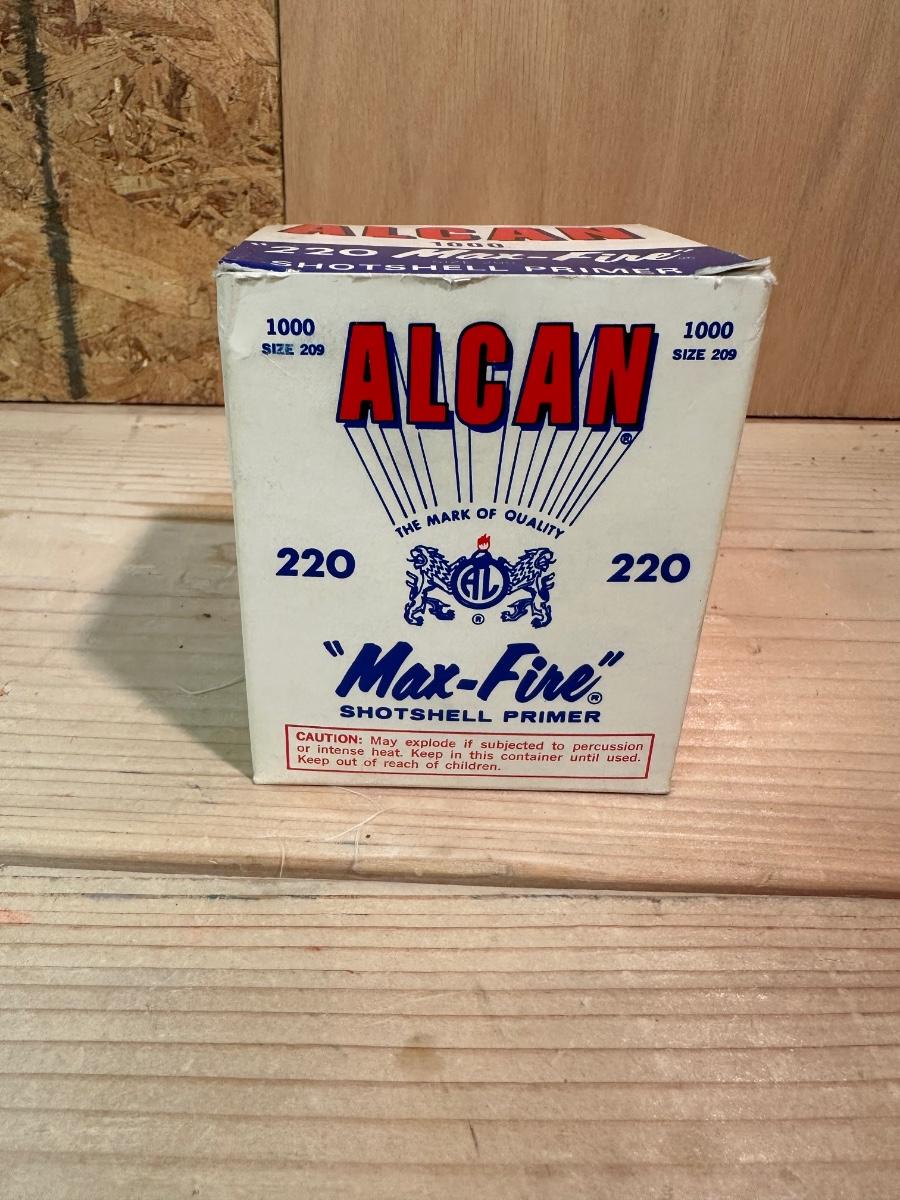 ALCAN
1000
"220 Max-Fire"
SHOTSHELL PRIMER
1000
SIZE 209
ALCAN®
1000
SIZE 209
THE MARK OF QUALITY
220
AL
®
220
"Max-Fire"®
SHOTSHELL PRIMER
CAUTION: May explode if subjected to percussion
or intense heat. Keep in this container until used.
Keep out of reach of children.